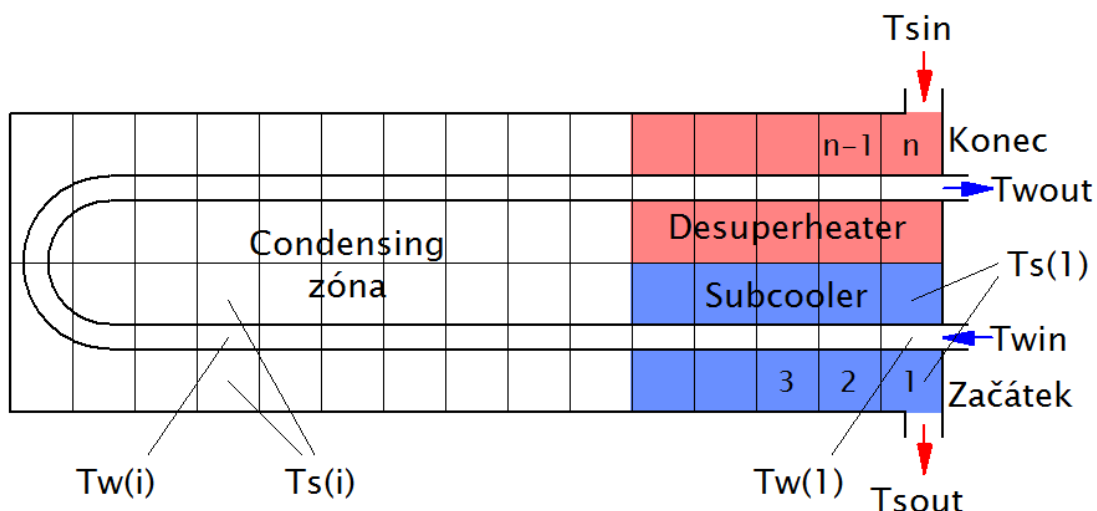 Tsin
n-1
n
Konec
Twout
Desuperheater
Condensing
zóna
Ts(1)
Subcooler
Twin
3
2
1
Začátek
Tw(i)
Ts(i)
Tw(1)
Tsout